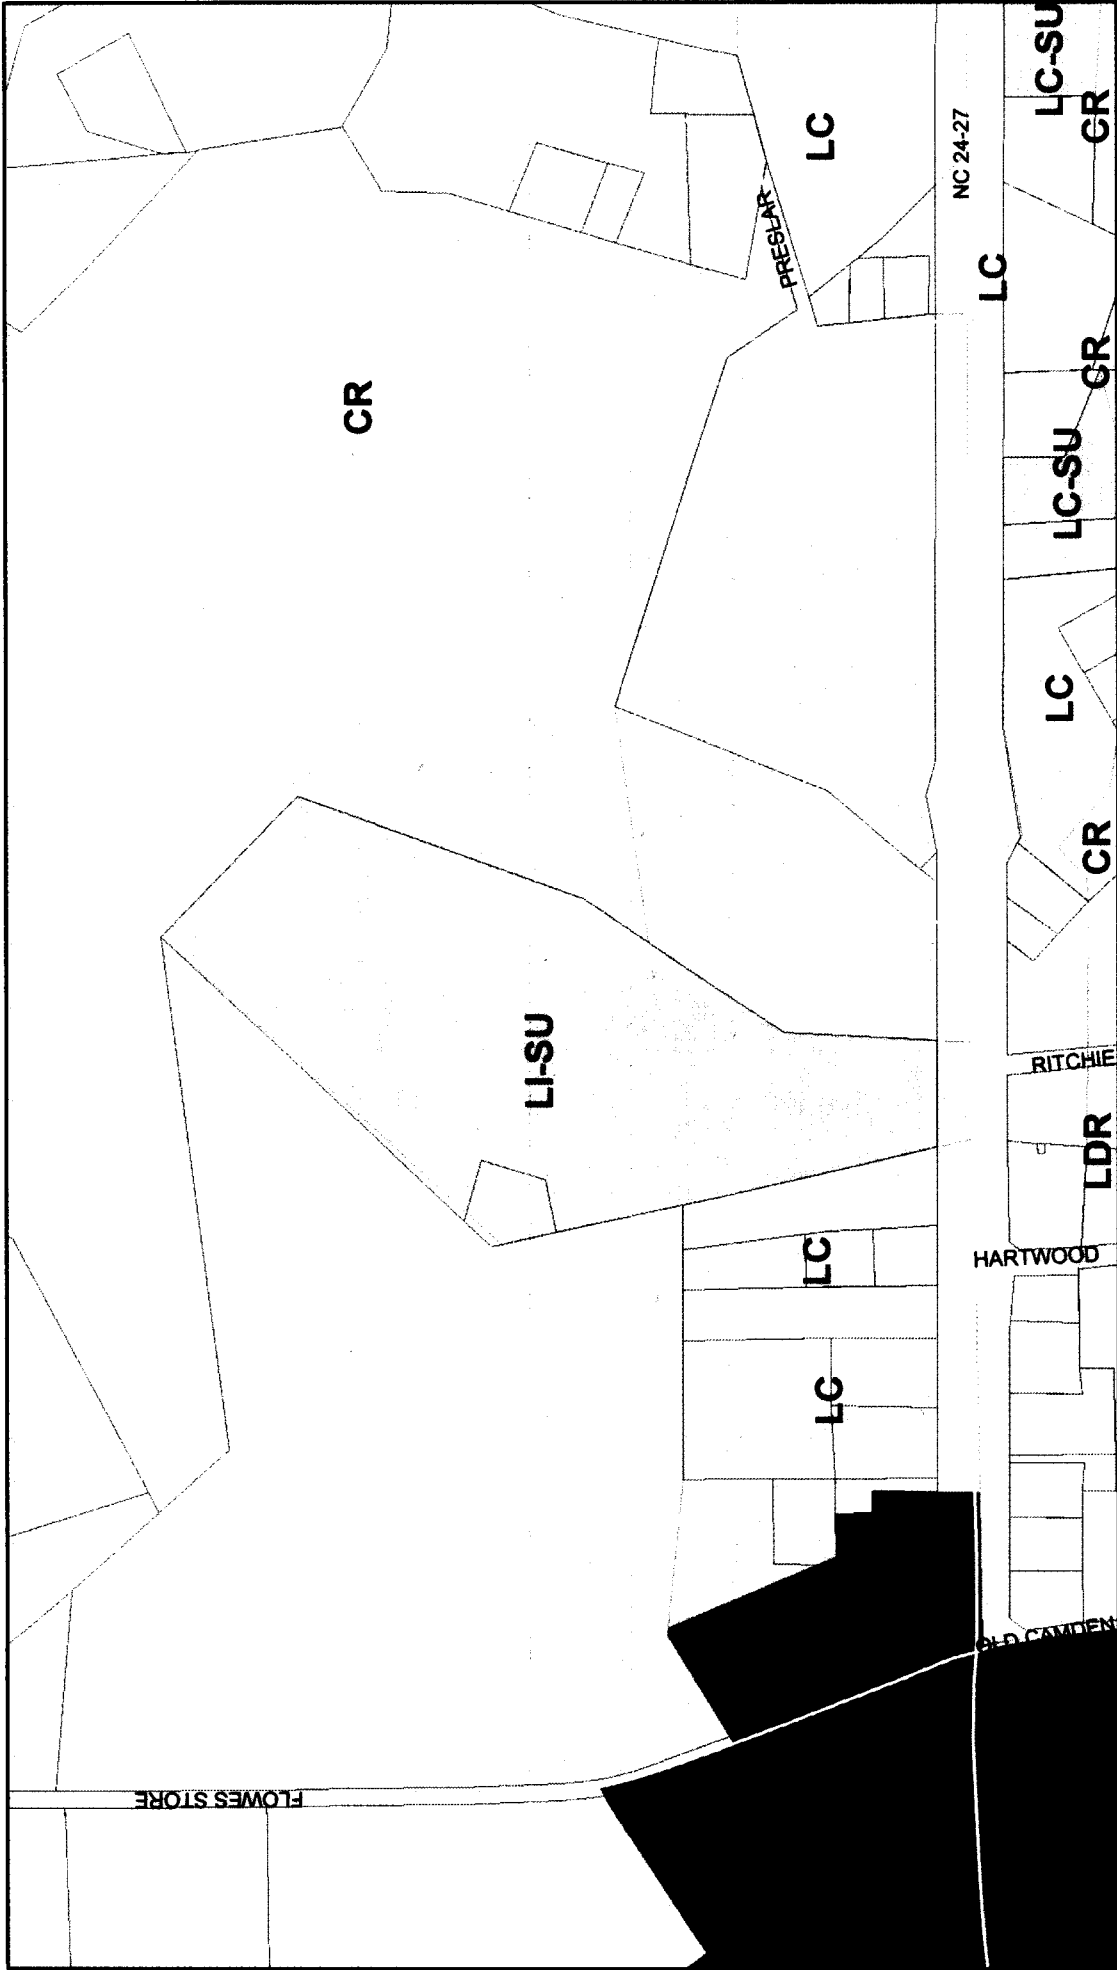 LC-SU
CR
NC 24-27
LC
PRESLAR
LC
CR
CR
LC-SU
LC
CR
LI-SU
RITCHIE
LDR
HARTWOOD
LC
LC
OLD CAMDEN
FLOWES STORE